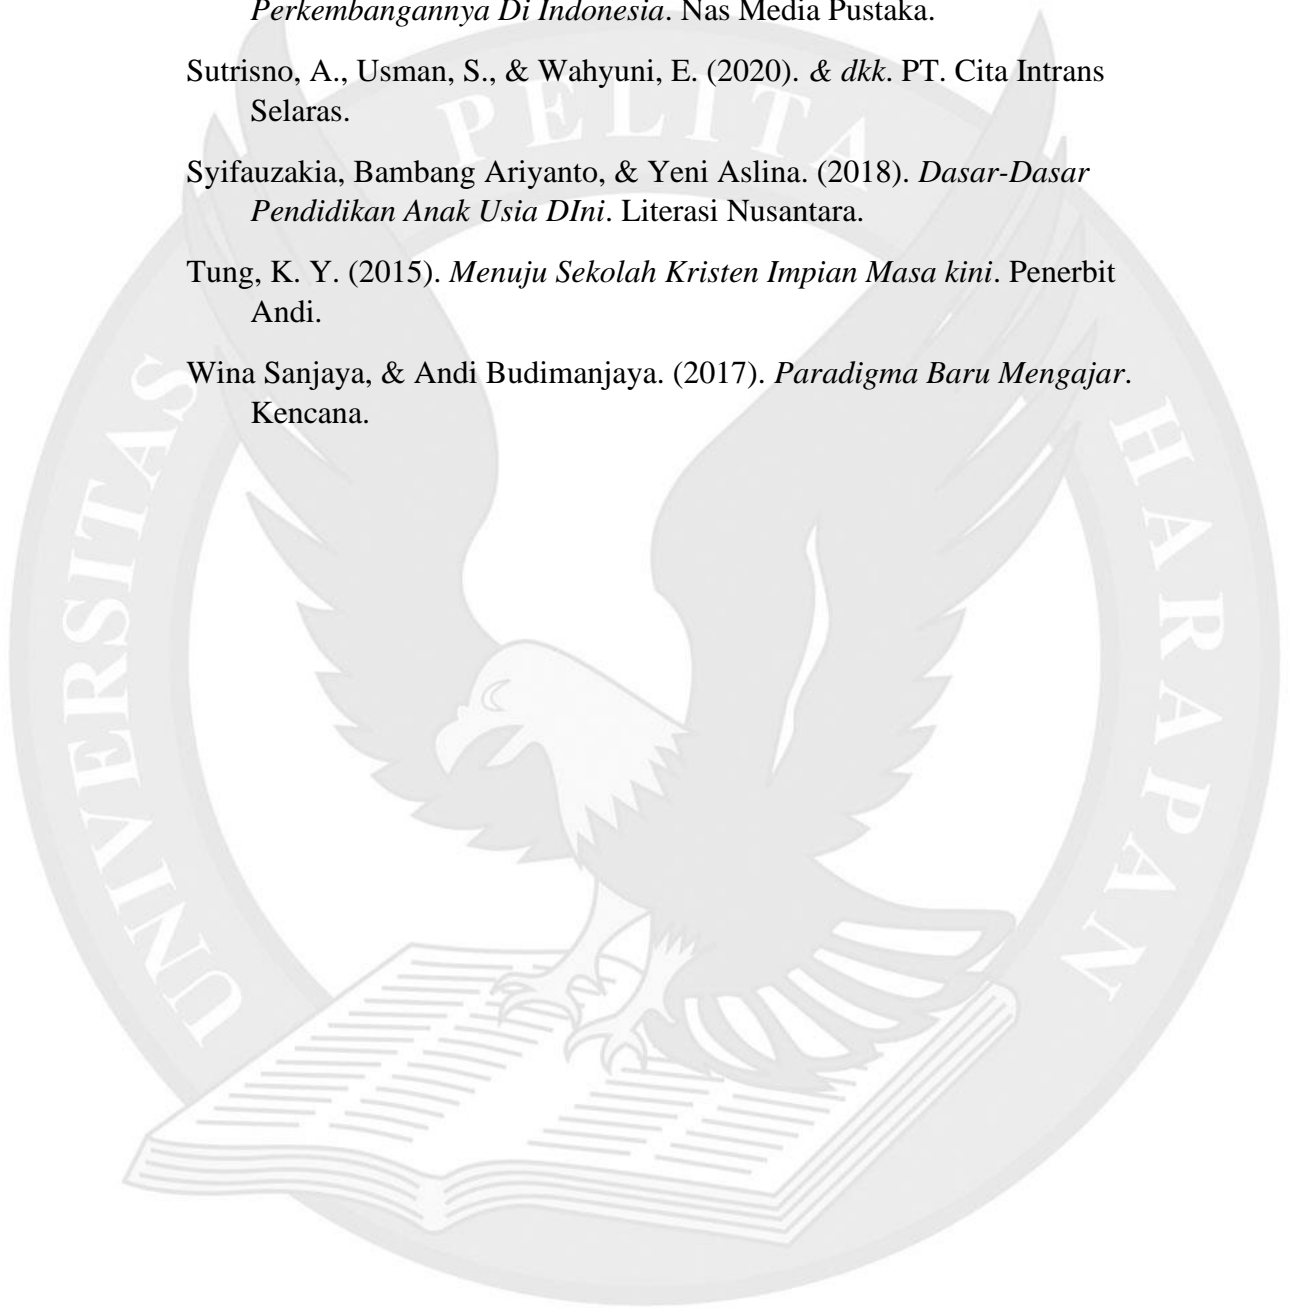 Perkembangannya Di Indonesia. Nas Media Pustaka.
Sutrisno, A., Usman, S., & Wahyuni, E. (2020). & dkk. PT. Cita Intrans
Selaras.
Syifauzakia, Bambang Ariyanto, & Yeni Aslina. (2018). Dasar-Dasar
Pendidikan Anak Usia DIni. Literasi Nusantara.
Tung, K. Y. (2015). Menuju Sekolah Kristen Impian Masa kini. Penerbit
Andi.
Wina Sanjaya, & Andi Budimanjaya. (2017). Paradigma Baru Mengajar.
Kencana.
UNIVERSITAS PELITA HARAPAN